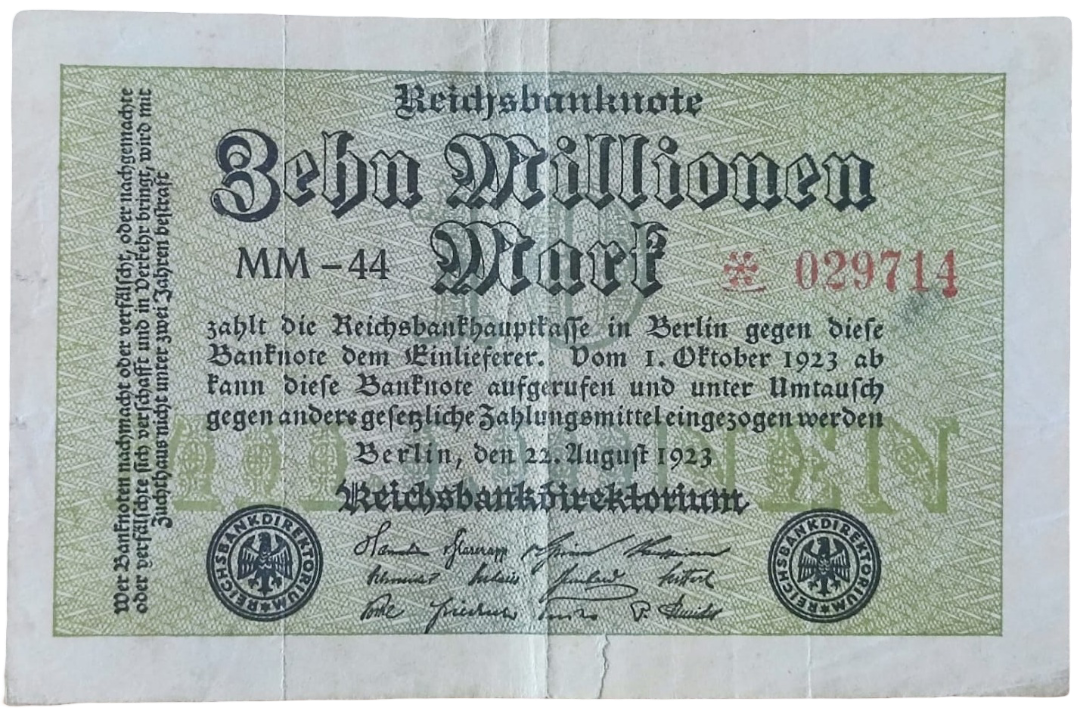 Reichsbanknote
Zehn Millionen
Mark
MM-44
* 029714
zahlt die Reichsbankhauptkasse in Berlin gegen diese
Banknote dem Einlieferer. Vom 1. Oktober 1923 ab
kann diese Banknote aufgerufen und unter Umtausch
gegen andere gesetzliche Zahlungsmittel eingezogen werden
Berlin, den 22. August 1923
Reichsbankdirektorium
REICHSBANKDIREKTORIUM
REICHSBANKDIREKTORIUM
Wer Banknoten nachmacht oder verfälscht, oder nachgemachte
oder verfälschte sich verschafft und in Verkehr bringt, wird mit
Zuchthaus nicht unter zwei Jahren bestraft
10
MILLIONEN